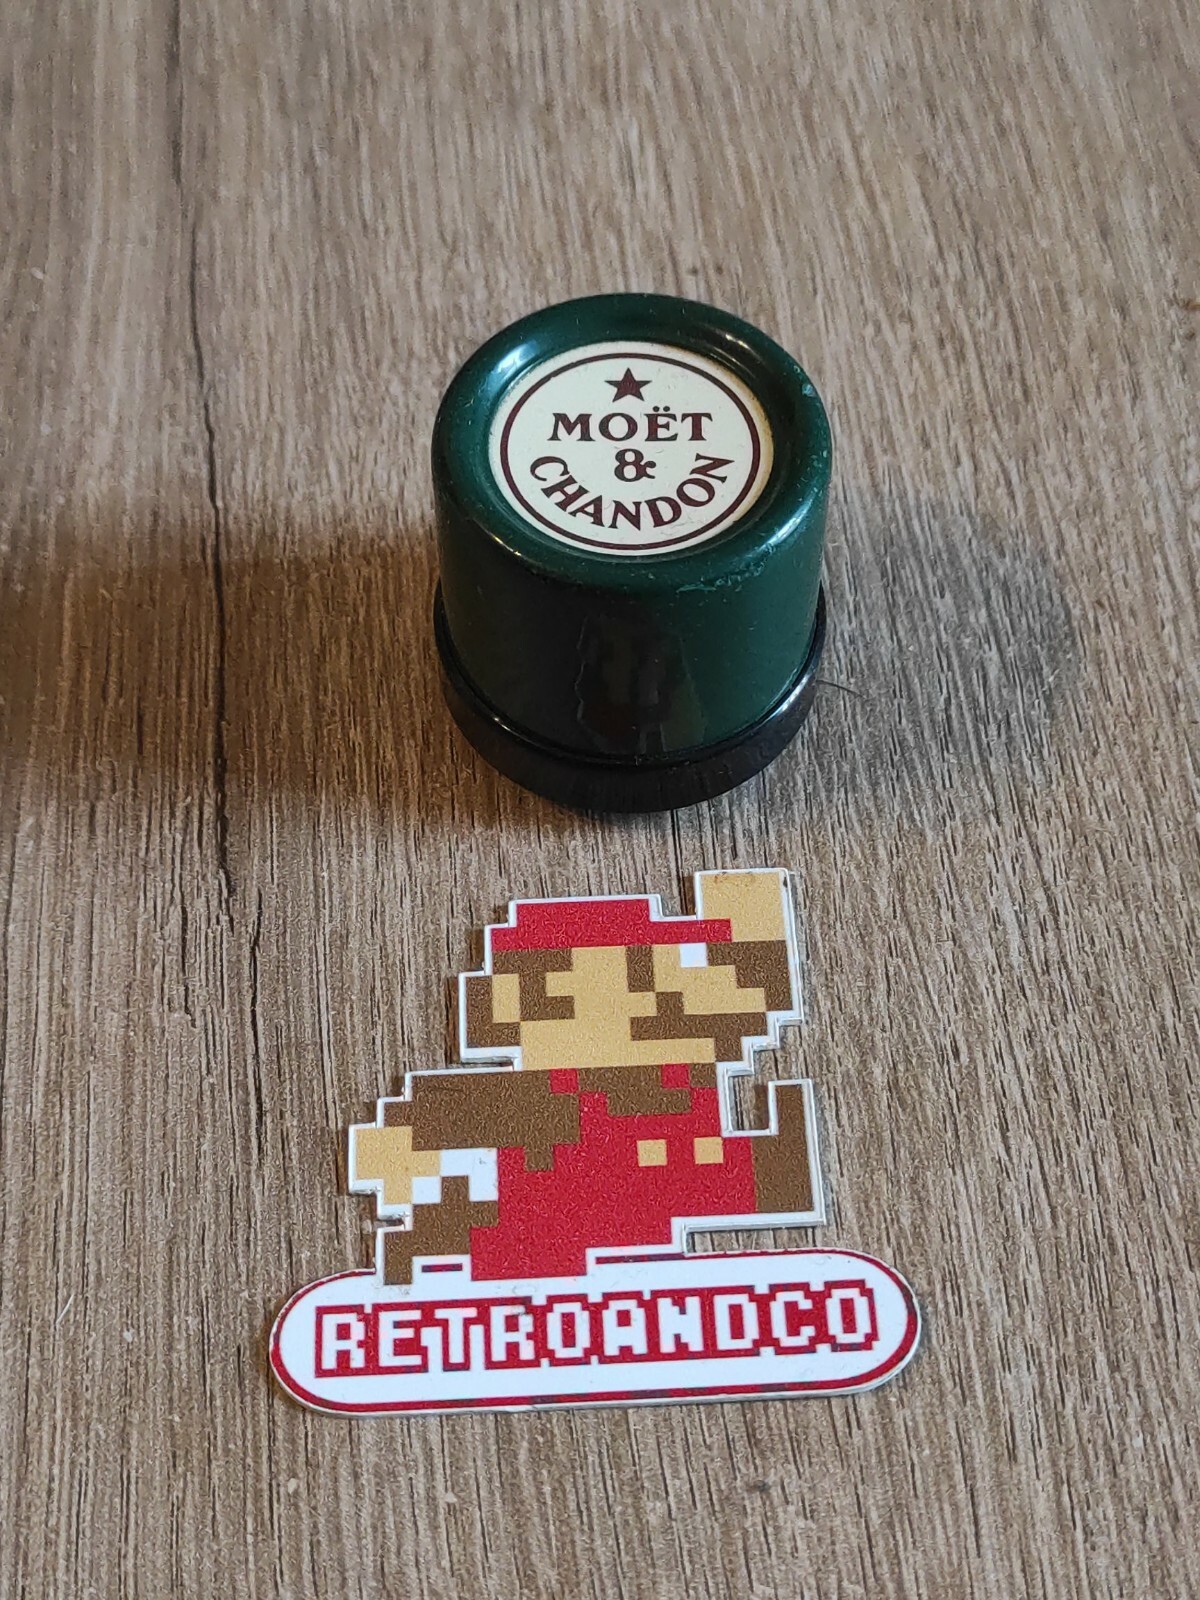 MOËT
&
CHANDON
RETROANDCO